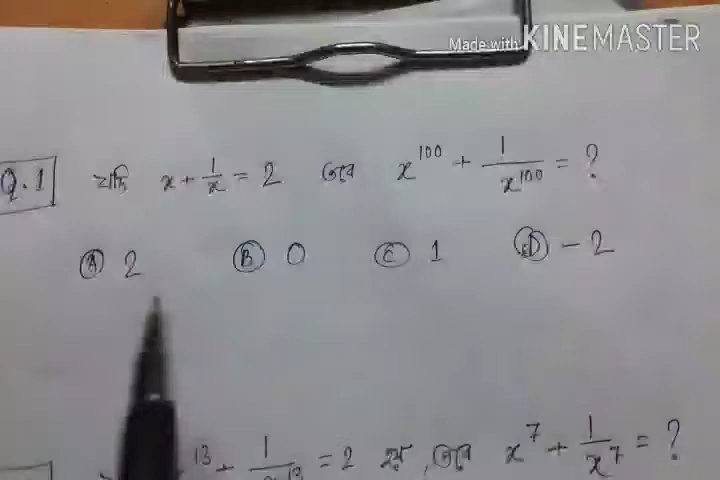 Made with KINEMASTER
Q.1 যদি x + 1/x = 2 তবে x^100 + 1/x^100 = ?
(A) 2 (B) 0 (C) 1 (D) -2
13 + 1/x^13 = 2 হয়, তবে x^7 + 1/x^7 = ?